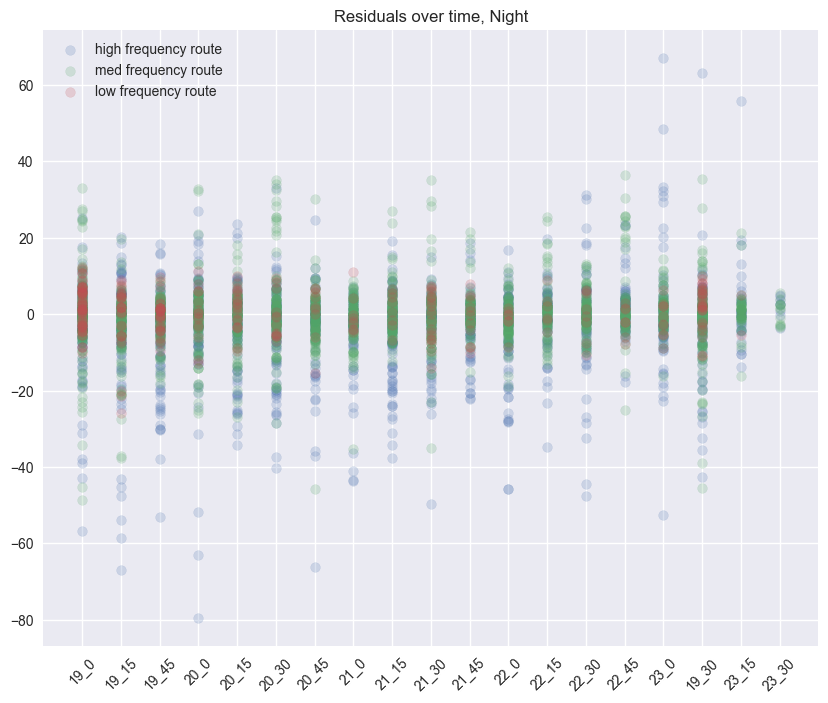 Residuals over time, Night
high frequency route
med frequency route
low frequency route
60
40
20
0
−20
−40
−60
−80
19_0 19_15 19_45 20_0 20_15 20_30 20_45 21_0 21_15 21_30 21_45 22_0 22_15 22_30 22_45 23_0 19_30 23_15 23_30